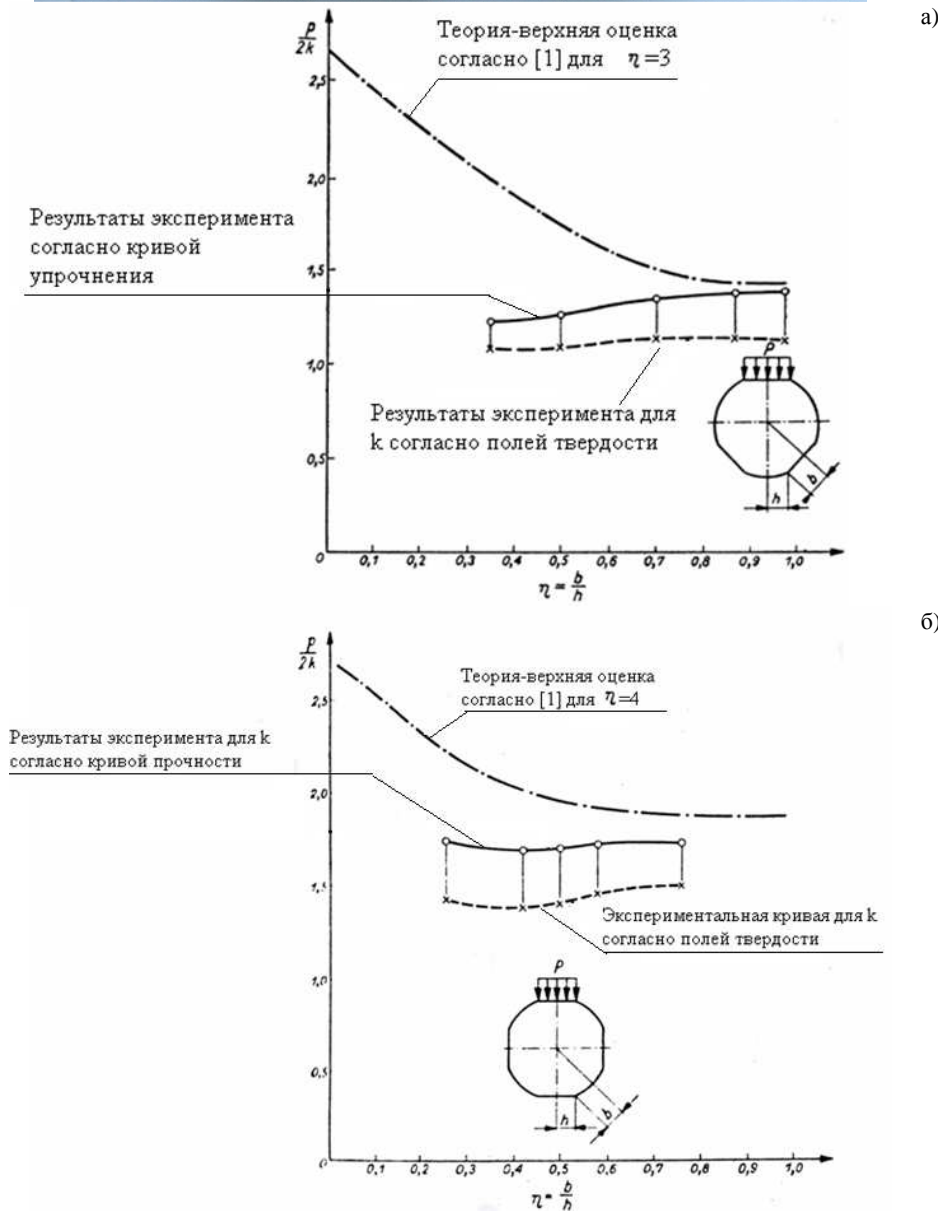 а)
p
2k
Теория-верхняя оценка
согласно [1] для η=3
2,5
2,0
Результаты эксперимента
согласно кривой
упрочнения
1,5
1,0
p
Результаты эксперимента для
k согласно полей твердости
0,5
b
h
0
0,1 0,2 0,3 0,4 0,5 0,6 0,7 0,8 0,9 1,0
η = b/h
б)
p
2k
Теория-верхняя оценка
согласно [1] для η=4
2,5
Результаты эксперимента для k
согласно кривой прочности
2,0
1,5
Экспериментальная кривая для k
согласно полей твердости
1,0
p
0,5
b
h
0
0,1 0,2 0,3 0,4 0,5 0,6 0,7 0,8 0,9 1,0
η = b/h